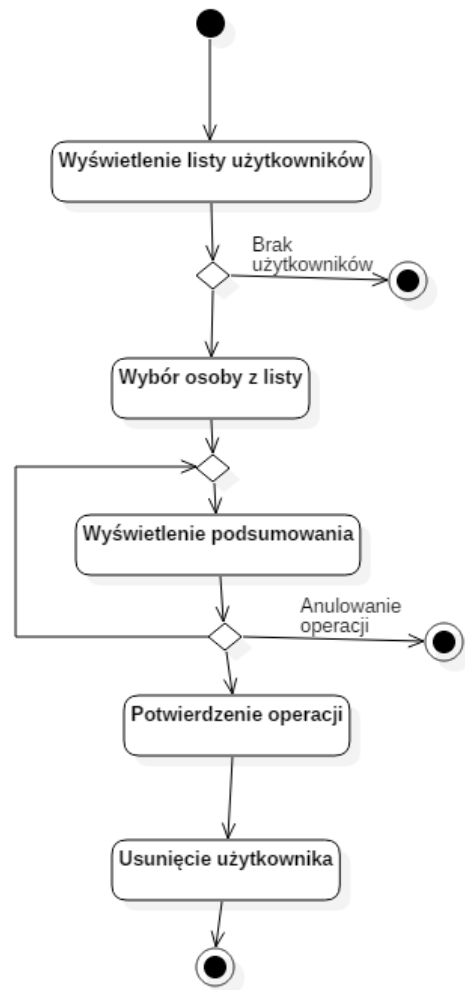 Wyświetlenie listy użytkowników
Brak
użytkowników
Wybór osoby z listy
Wyświetlenie podsumowania
Anulowanie
operacji
Potwierdzenie operacji
Usunięcie użytkownika